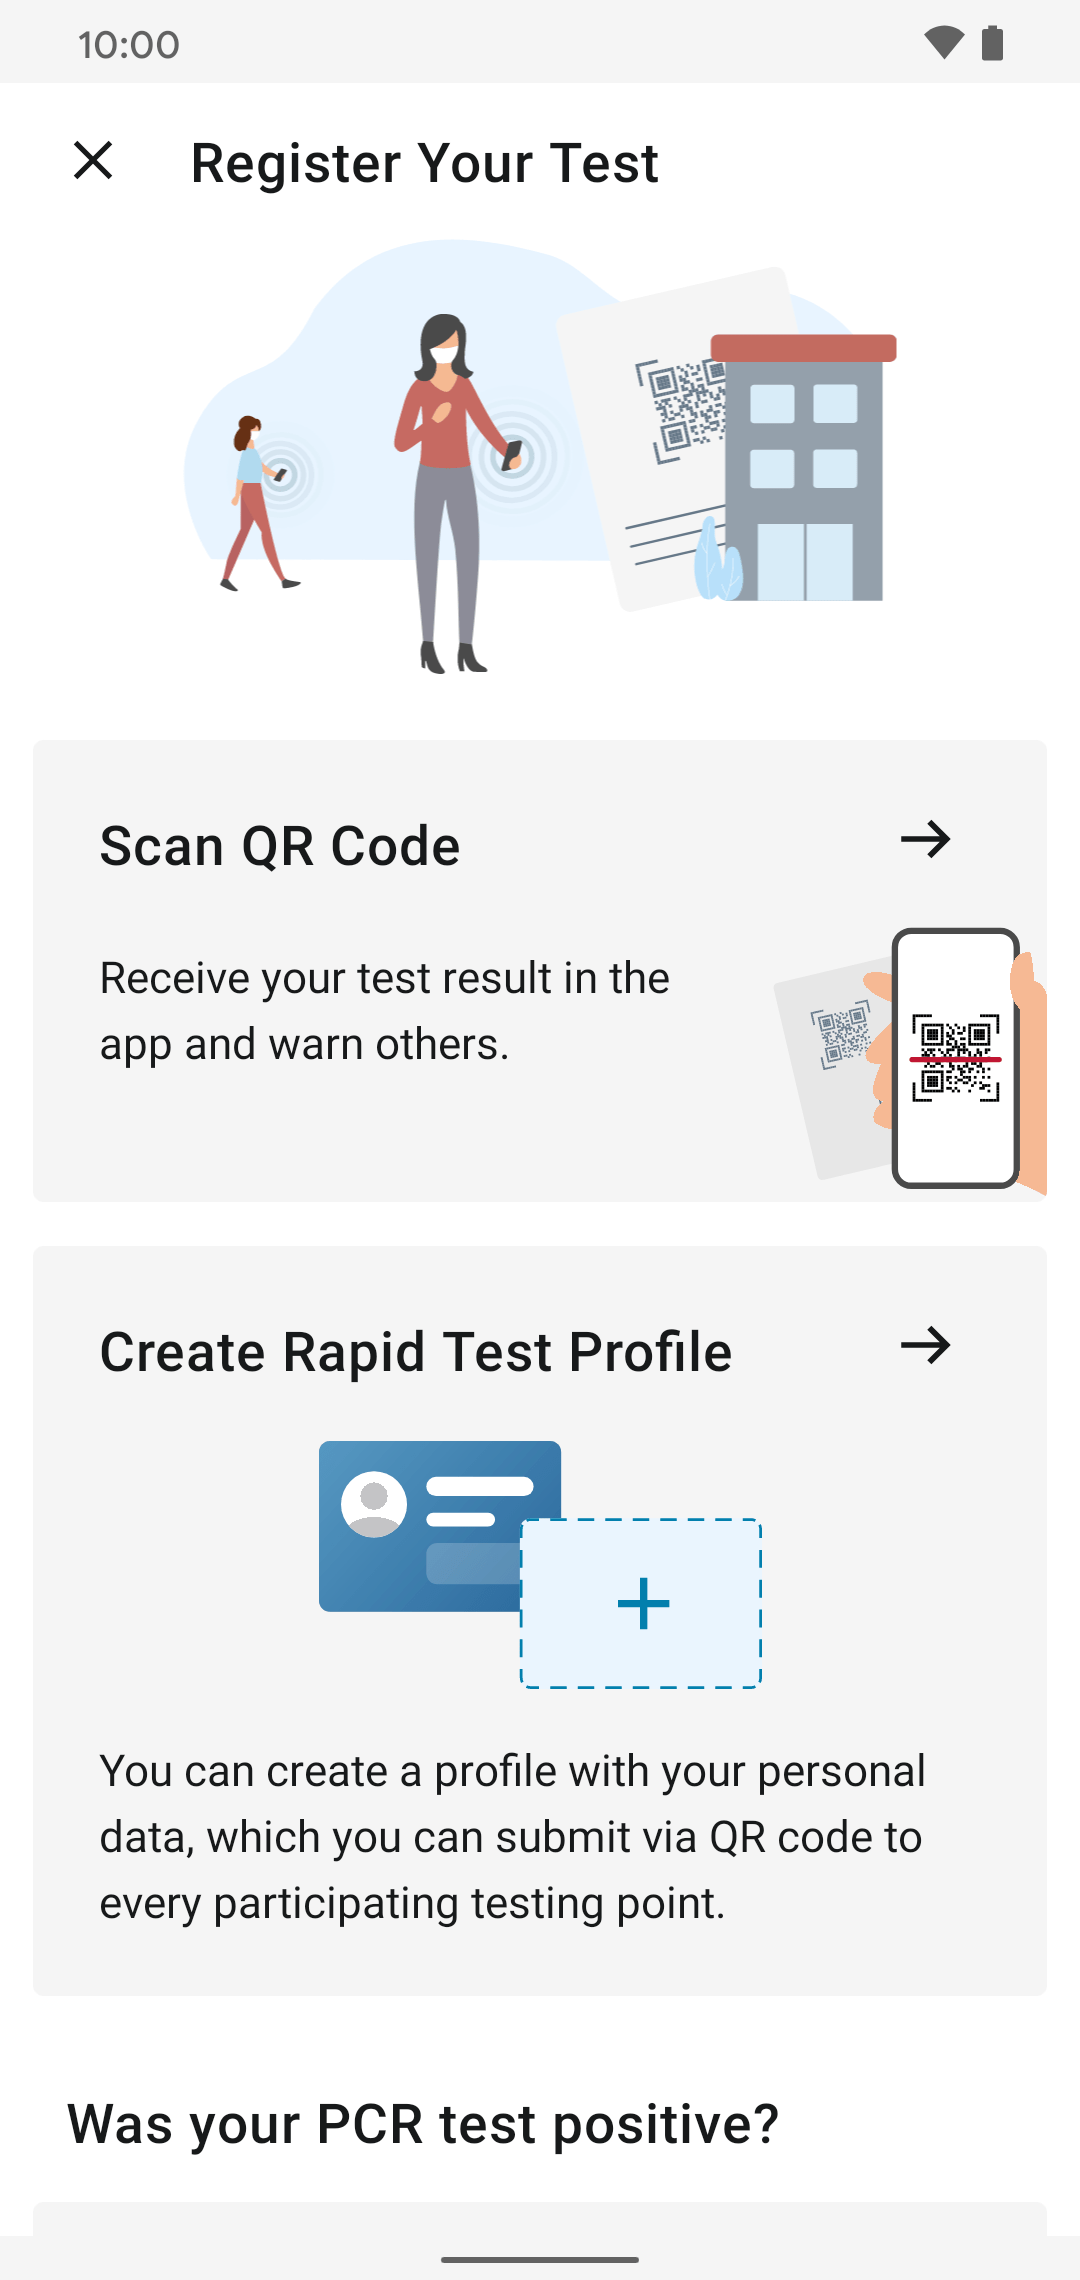 10:00
Register Your Test
Scan QR Code
Receive your test result in the
app and warn others.
Create Rapid Test Profile
You can create a profile with your personal
data, which you can submit via QR code to
every participating testing point.
Was your PCR test positive?